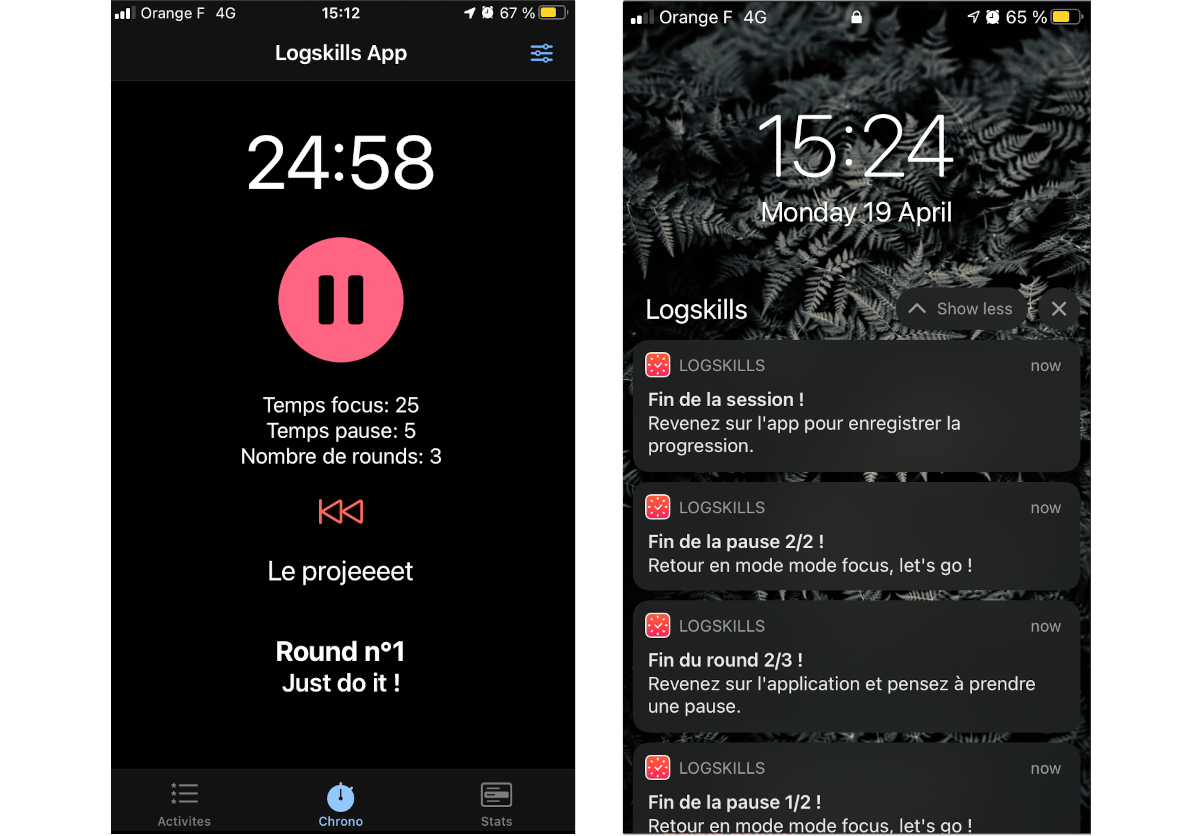 Orange F 4G 15:12 67 %
Logskills App
24:58
Temps focus: 25
Temps pause: 5
Nombre de rounds: 3
Le projeeeet
Round n°1
Just do it !
Activites Chrono Stats
Orange F 4G 65 %
15:24
Monday 19 April
Logskills Show less
LOGSKILLS now
Fin de la session !
Revenez sur l'app pour enregistrer la
progression.
LOGSKILLS now
Fin de la pause 2/2 !
Retour en mode mode focus, let's go !
LOGSKILLS now
Fin du round 2/3 !
Revenez sur l'application et pensez à prendre
une pause.
LOGSKILLS now
Fin de la pause 1/2 !
Retour en mode mode focus, let's go !